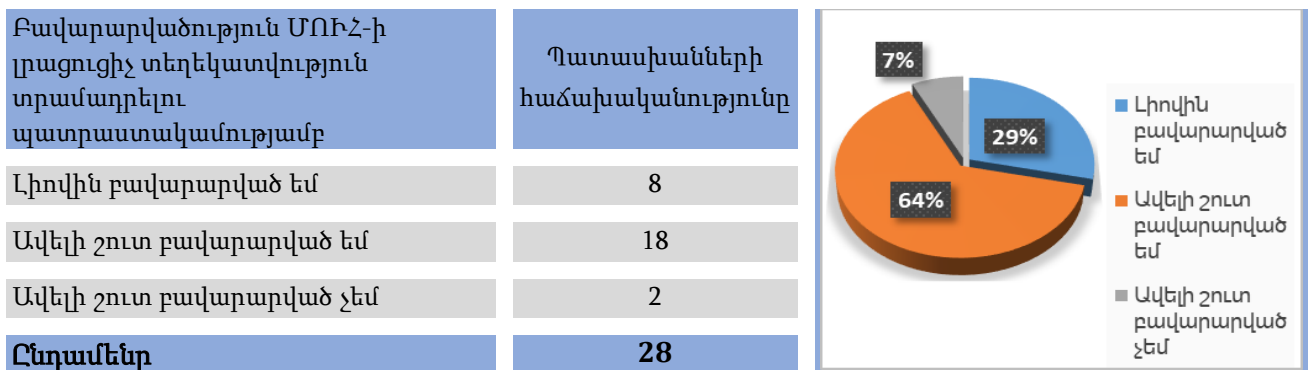 Բավարարվածություն ՄՈՒՀ-ի
լրացուցիչ տեղեկատվություն
տրամադրելու
պատրաստակամությամբ
Պատասխանների
հաճախականությունը
Լիովին բավարարված եմ
8
Ավելի շուտ բավարարված եմ
18
Ավելի շուտ բավարարված չեմ
2
Ընդամենը
28
7%
29%
64%
Լիովին
բավարարված
եմ
Ավելի շուտ
բավարարված
եմ
Ավելի շուտ
բավարարված
չեմ